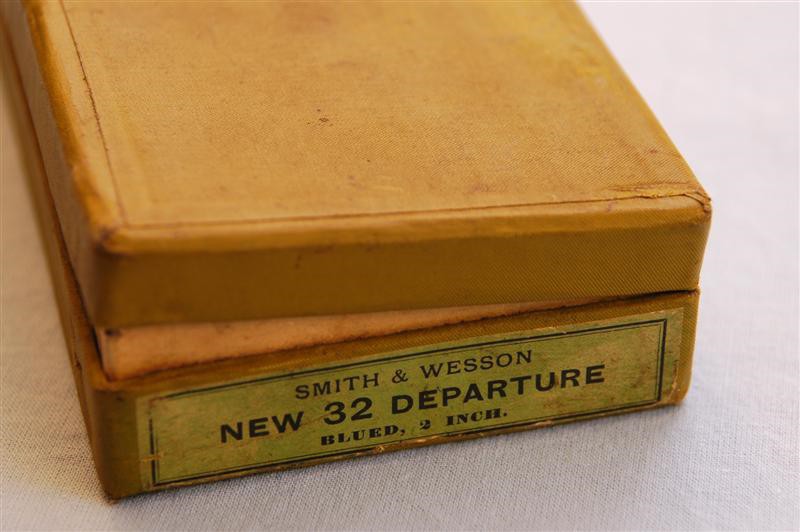 SMITH & WESSON
NEW 32 DEPARTURE
BLUED, 2 INCH.